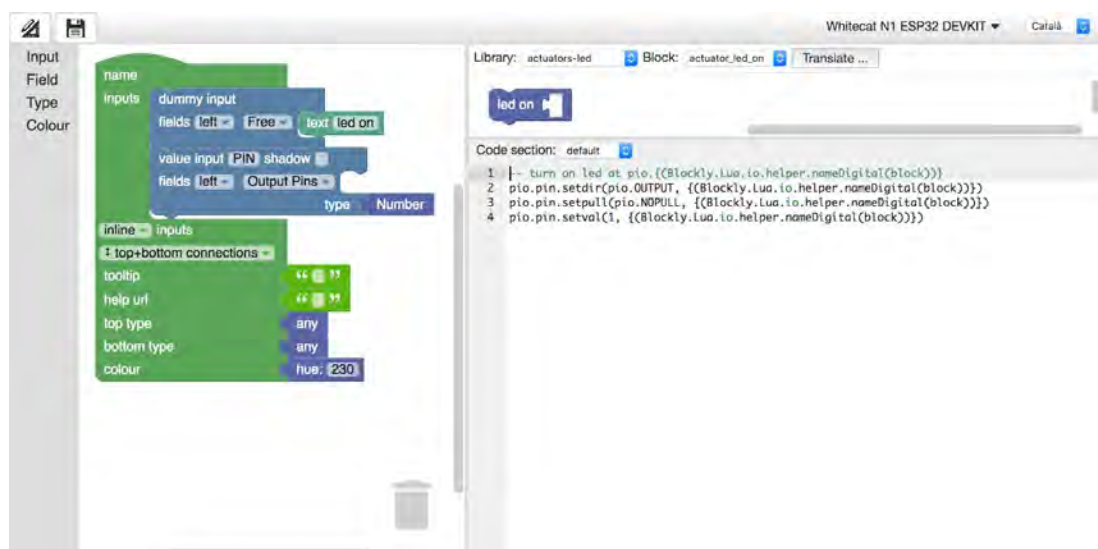 Whitecat N1 ESP32 DEVKIT
Català
Input
Field
Type
Colour
name
inputs
dummy input
fields left Free text led on
value input PIN shadow
fields left Output Pins
type Number
inline inputs
top+bottom connections
tooltip “ ”
help url “ ”
top type any
bottom type any
colour hue: 230
Library: actuators-led Block: actuator_led_on Translate ...
led on
Code section: default
1 -- turn on led at pio.{(Blockly.Lua.io.helper.nameDigital(block))}
2 pio.pin.setdir(pio.OUTPUT, {(Blockly.Lua.io.helper.nameDigital(block))})
3 pio.pin.setpull(pio.NOPULL, {(Blockly.Lua.io.helper.nameDigital(block))})
4 pio.pin.setval(1, {(Blockly.Lua.io.helper.nameDigital(block))})